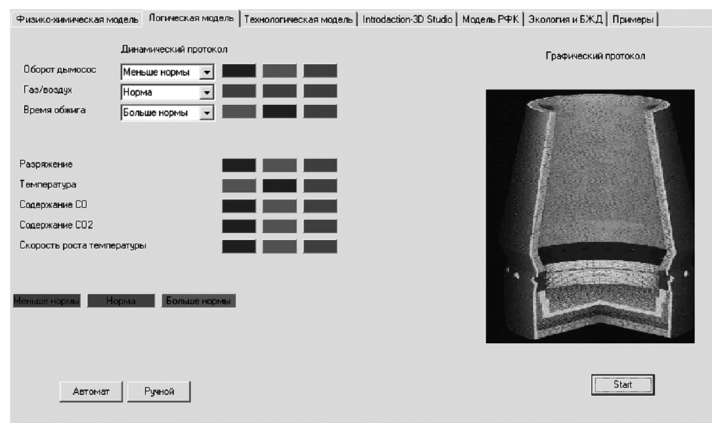 Физико-химическая модель Логическая модель Технологическая модель Introdaction-3D Studio Модель РФК Экология и БЖД Примеры
Динамический протокол
Графический протокол
Оборот дымосос Меньше нормы
Газ/воздух Норма
Время обжига Больше нормы
Разряжение
Температура
Содержание CO
Содержание CO2
Скорость роста температуры
Меньше нормы Норма Больше нормы
Автомат Ручной
Start